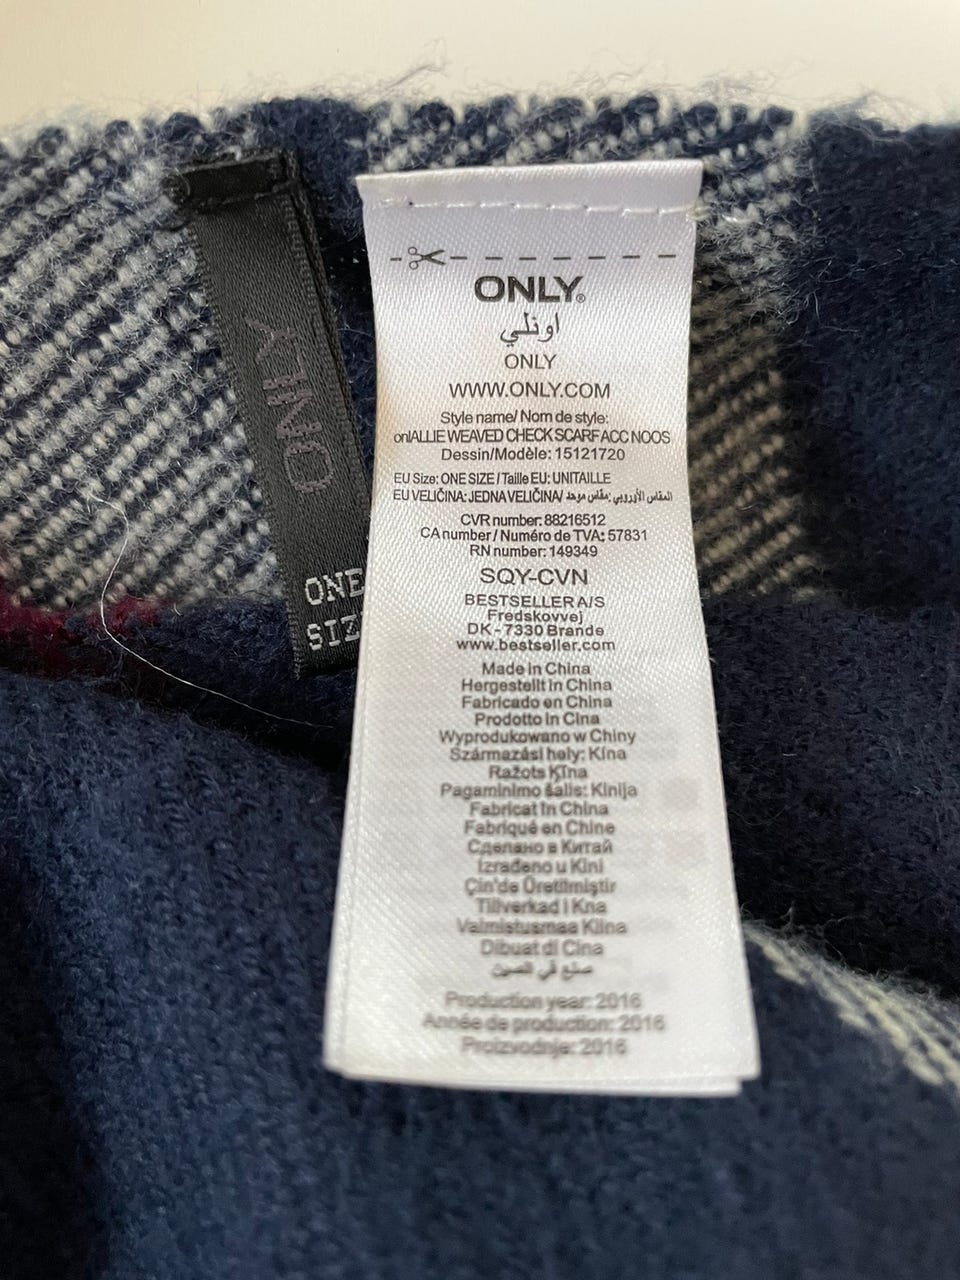 ONLY
ONE
SIZ
ONLY®
اونلي
ONLY
WWW.ONLY.COM
Style name/ Nom de style:
onlALLIE WEAVED CHECK SCARF ACC NOOS
Dessin/Modèle: 15121720
EU Size: ONE SIZE / Taille EU: UNITAILLE
EU VELIČINA: JEDNA VELIČINA/ المقاس الأوروبي: مقاس موحد
CVR number: 88216512
CA number / Numéro de TVA: 57831
RN number: 149349
SQY-CVN
BESTSELLER A/S
Fredskovvej
DK - 7330 Brande
www.bestseller.com
Made in China
Hergestellt in China
Fabricado en China
Prodotto in Cina
Wyprodukowano w Chiny
Származási hely: Kína
Ražots Ķīna
Pagaminimo šalis: Kinija
Fabricat în China
Fabriqué en Chine
Сделано в Китай
Izrađeno u Kini
Çin'de Üretilmiştir
Tillverkad i Kna
Valmistusmaa Kiina
Dibuat di Cina
صنع في الصين
Production year: 2016
Année de production: 2016
Proizvodnje: 2016